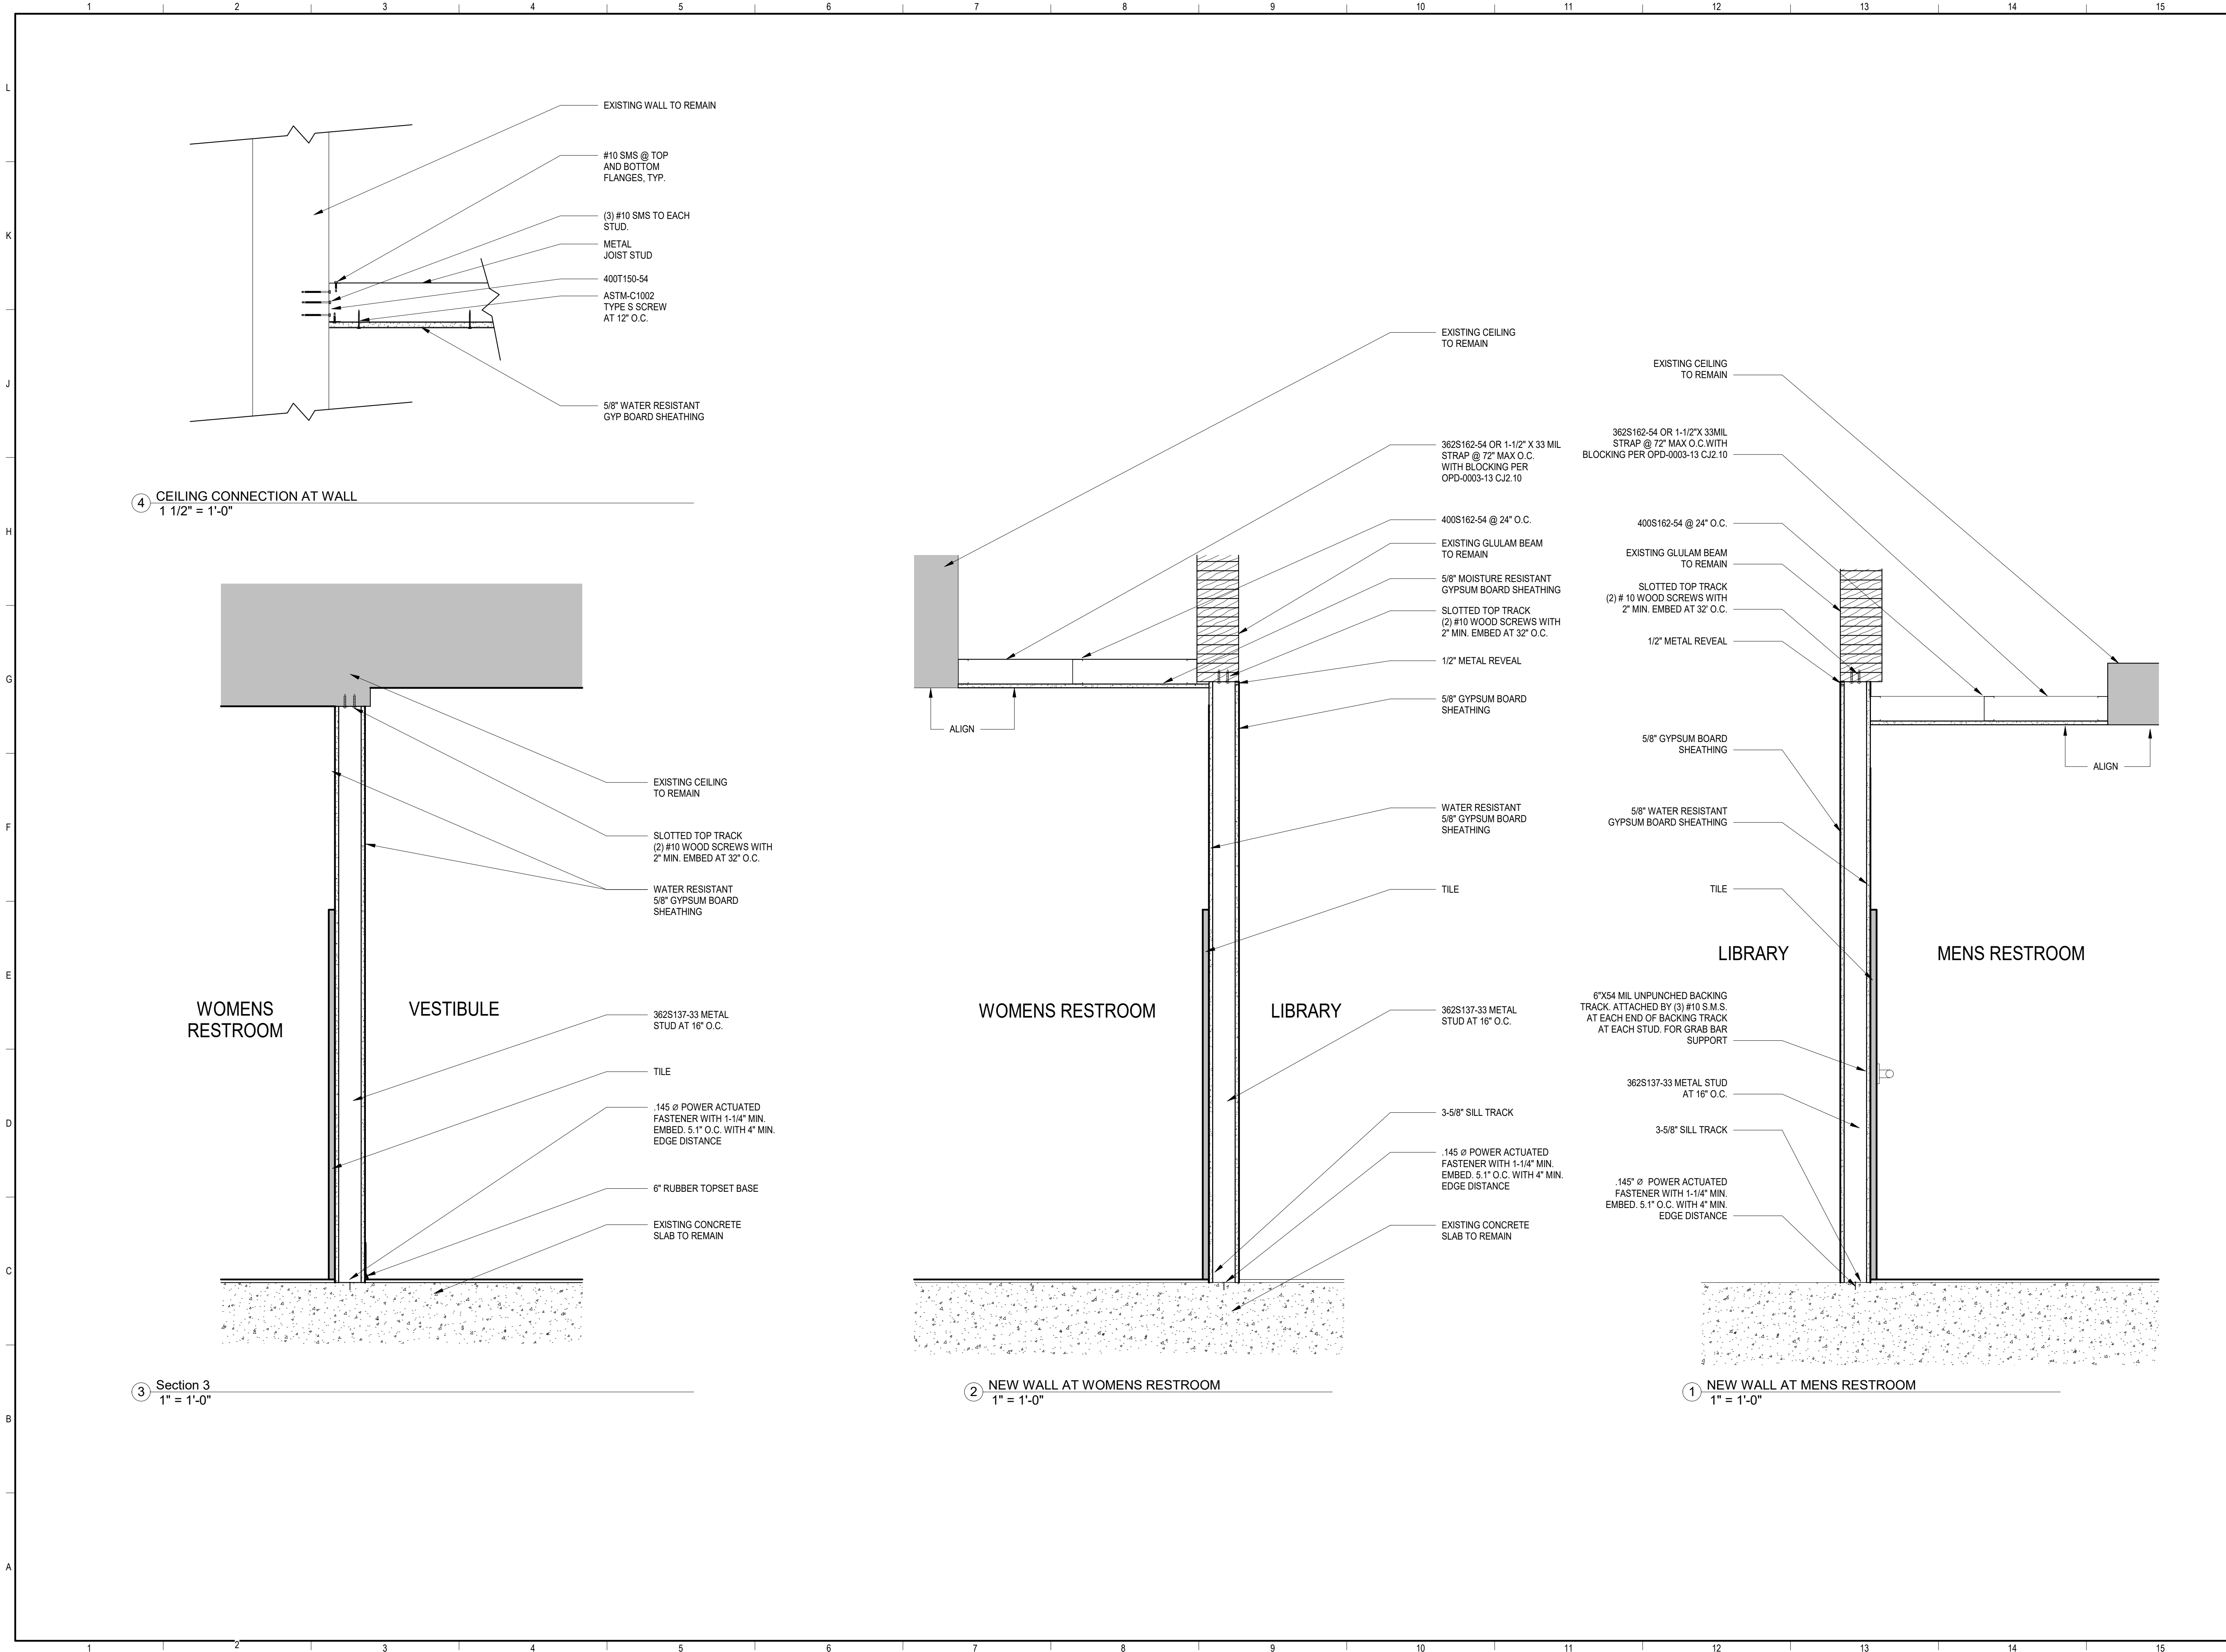 1 2 3 4 5 6 7 8 9 10 11 12 13 14 15
L
K
J
H
G
F
E
D
C
B
A
EXISTING WALL TO REMAIN
#10 SMS @ TOP
AND BOTTOM
FLANGES, TYP.
(3) #10 SMS TO EACH
STUD.
METAL
JOIST STUD
400T150-54
ASTM-C1002
TYPE S SCREW
AT 12" O.C.
5/8" WATER RESISTANT
GYP BOARD SHEATHING
4 CEILING CONNECTION AT WALL
1 1/2" = 1'-0"
EXISTING CEILING
TO REMAIN
SLOTTED TOP TRACK
(2) #10 WOOD SCREWS WITH
2" MIN. EMBED AT 32" O.C.
WATER RESISTANT
5/8" GYPSUM BOARD
SHEATHING
WOMENS
RESTROOM
VESTIBULE
362S137-33 METAL
STUD AT 16" O.C.
TILE
.145 Ø POWER ACTUATED
FASTENER WITH 1-1/4" MIN.
EMBED. 5.1" O.C. WITH 4" MIN.
EDGE DISTANCE
6" RUBBER TOPSET BASE
EXISTING CONCRETE
SLAB TO REMAIN
3 Section 3
1" = 1'-0"
EXISTING CEILING
TO REMAIN
362S162-54 OR 1-1/2" X 33 MIL
STRAP @ 72" MAX O.C.
WITH BLOCKING PER
OPD-0003-13 CJ2.10
400S162-54 @ 24" O.C.
EXISTING GLULAM BEAM
TO REMAIN
5/8" MOISTURE RESISTANT
GYPSUM BOARD SHEATHING
SLOTTED TOP TRACK
(2) #10 WOOD SCREWS WITH
2" MIN. EMBED AT 32" O.C.
1/2" METAL REVEAL
5/8" GYPSUM BOARD
SHEATHING
ALIGN
WATER RESISTANT
5/8" GYPSUM BOARD
SHEATHING
TILE
WOMENS RESTROOM
LIBRARY
362S137-33 METAL
STUD AT 16" O.C.
3-5/8" SILL TRACK
.145 Ø POWER ACTUATED
FASTENER WITH 1-1/4" MIN.
EMBED. 5.1" O.C. WITH 4" MIN.
EDGE DISTANCE
EXISTING CONCRETE
SLAB TO REMAIN
2 NEW WALL AT WOMENS RESTROOM
1" = 1'-0"
EXISTING CEILING
TO REMAIN
362S162-54 OR 1-1/2"X 33MIL
STRAP @ 72" MAX O.C.WITH
BLOCKING PER OPD-0003-13 CJ2.10
400S162-54 @ 24" O.C.
EXISTING GLULAM BEAM
TO REMAIN
SLOTTED TOP TRACK
(2) # 10 WOOD SCREWS WITH
2" MIN. EMBED AT 32' O.C.
1/2" METAL REVEAL
5/8" GYPSUM BOARD
SHEATHING
ALIGN
5/8" WATER RESISTANT
GYPSUM BOARD SHEATHING
TILE
LIBRARY
MENS RESTROOM
6"X54 MIL UNPUNCHED BACKING
TRACK. ATTACHED BY (3) #10 S.M.S.
AT EACH END OF BACKING TRACK
AT EACH STUD. FOR GRAB BAR
SUPPORT
362S137-33 METAL STUD
AT 16" O.C.
3-5/8" SILL TRACK
.145" Ø POWER ACTUATED
FASTENER WITH 1-1/4" MIN.
EMBED. 5.1" O.C. WITH 4" MIN.
EDGE DISTANCE
1 NEW WALL AT MENS RESTROOM
1" = 1'-0"
1 2 3 4 5 6 7 8 9 10 11 12 13 14 15